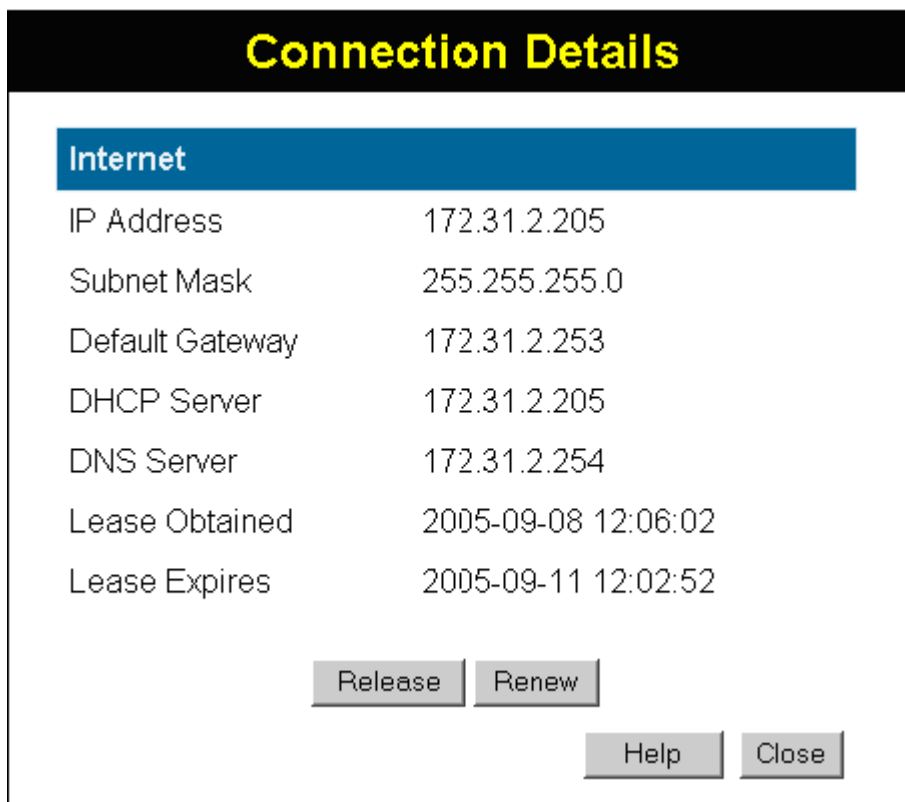 Connection Details
Internet
IP Address 172.31.2.205
Subnet Mask 255.255.255.0
Default Gateway 172.31.2.253
DHCP Server 172.31.2.205
DNS Server 172.31.2.254
Lease Obtained 2005-09-08 12:06:02
Lease Expires 2005-09-11 12:02:52
Release Renew
Help Close